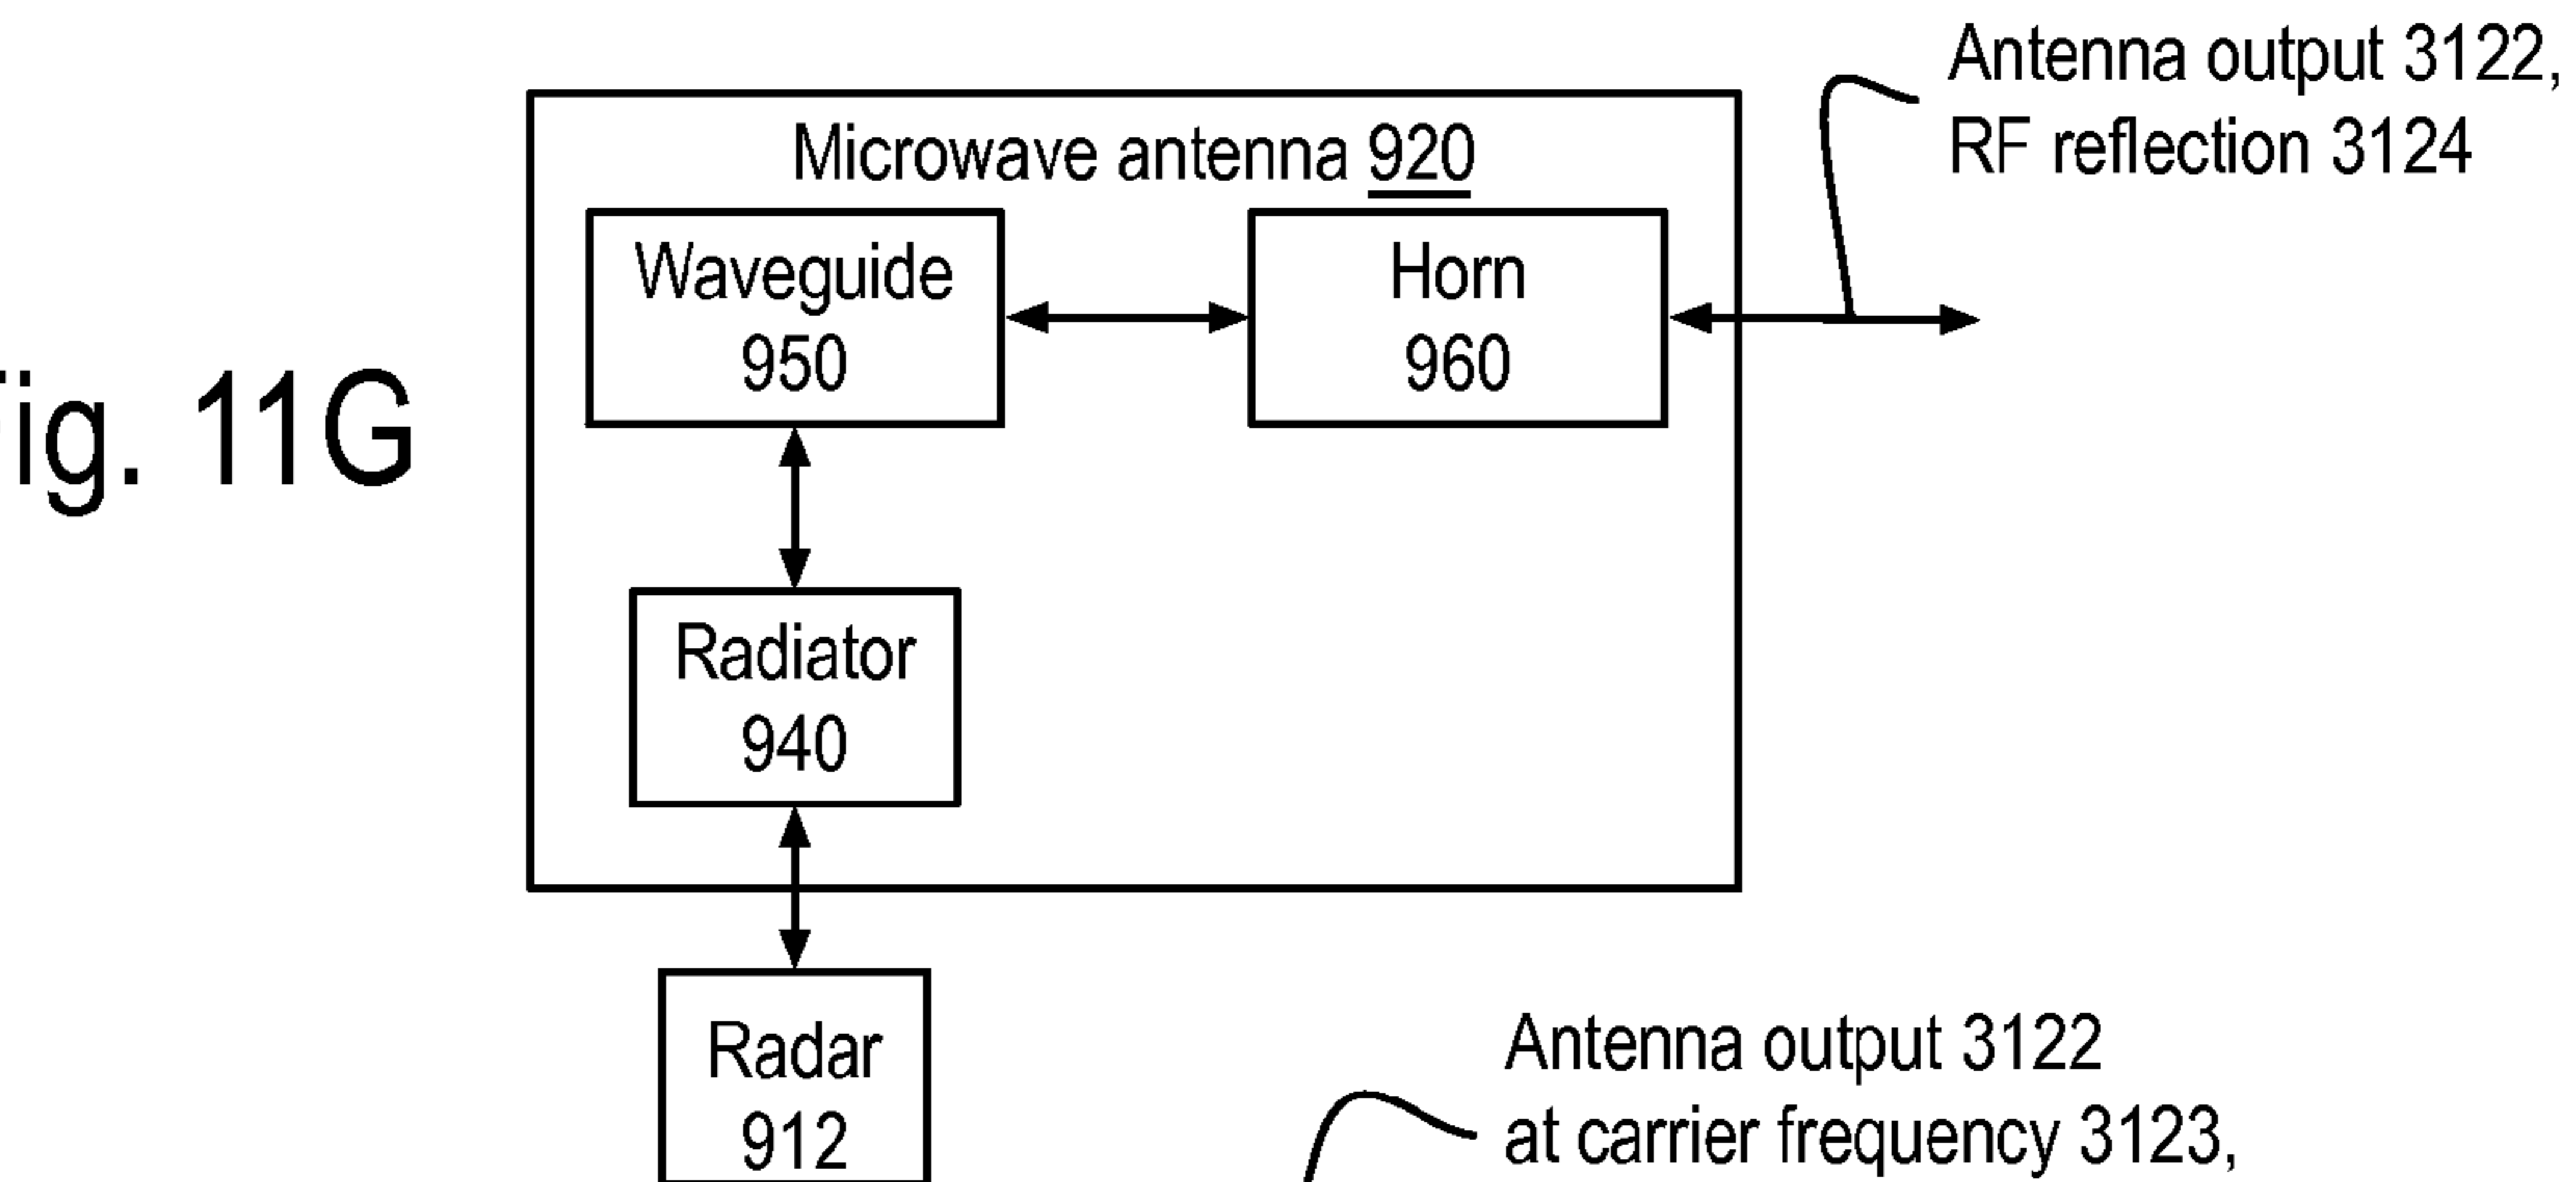 Antenna output 3122,
RF reflection 3124
Microwave antenna 920
Waveguide
950
Horn
960
ig. 11G
Radiator
940
Radar
912
Antenna output 3122
at carrier frequency 3123,